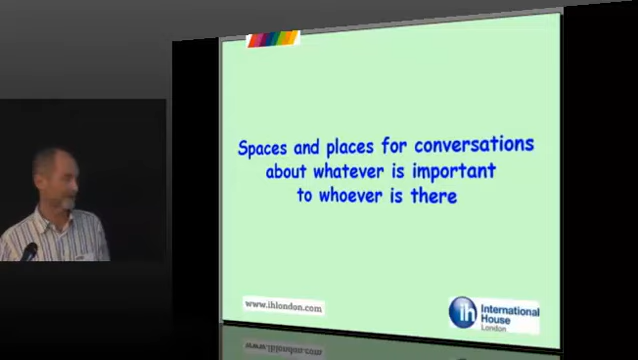 Spaces and places for conversations
about whatever is important
to whoever is there
www.ihlondon.com
ih International
House
London